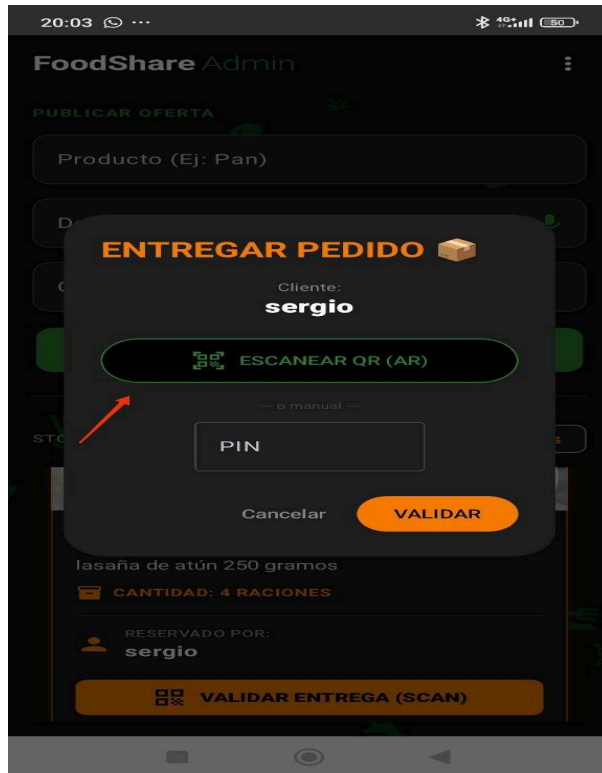 20:03
4G+
50
FoodShare Admin
PUBLICAR OFERTA
Producto (Ej: Pan)
ENTREGAR PEDIDO
Cliente:
sergio
ESCANEAR QR (AR)
— o manual —
PIN
Cancelar VALIDAR
lasaña de atún 250 gramos
CANTIDAD: 4 RACIONES
RESERVADO POR:
sergio
VALIDAR ENTREGA (SCAN)